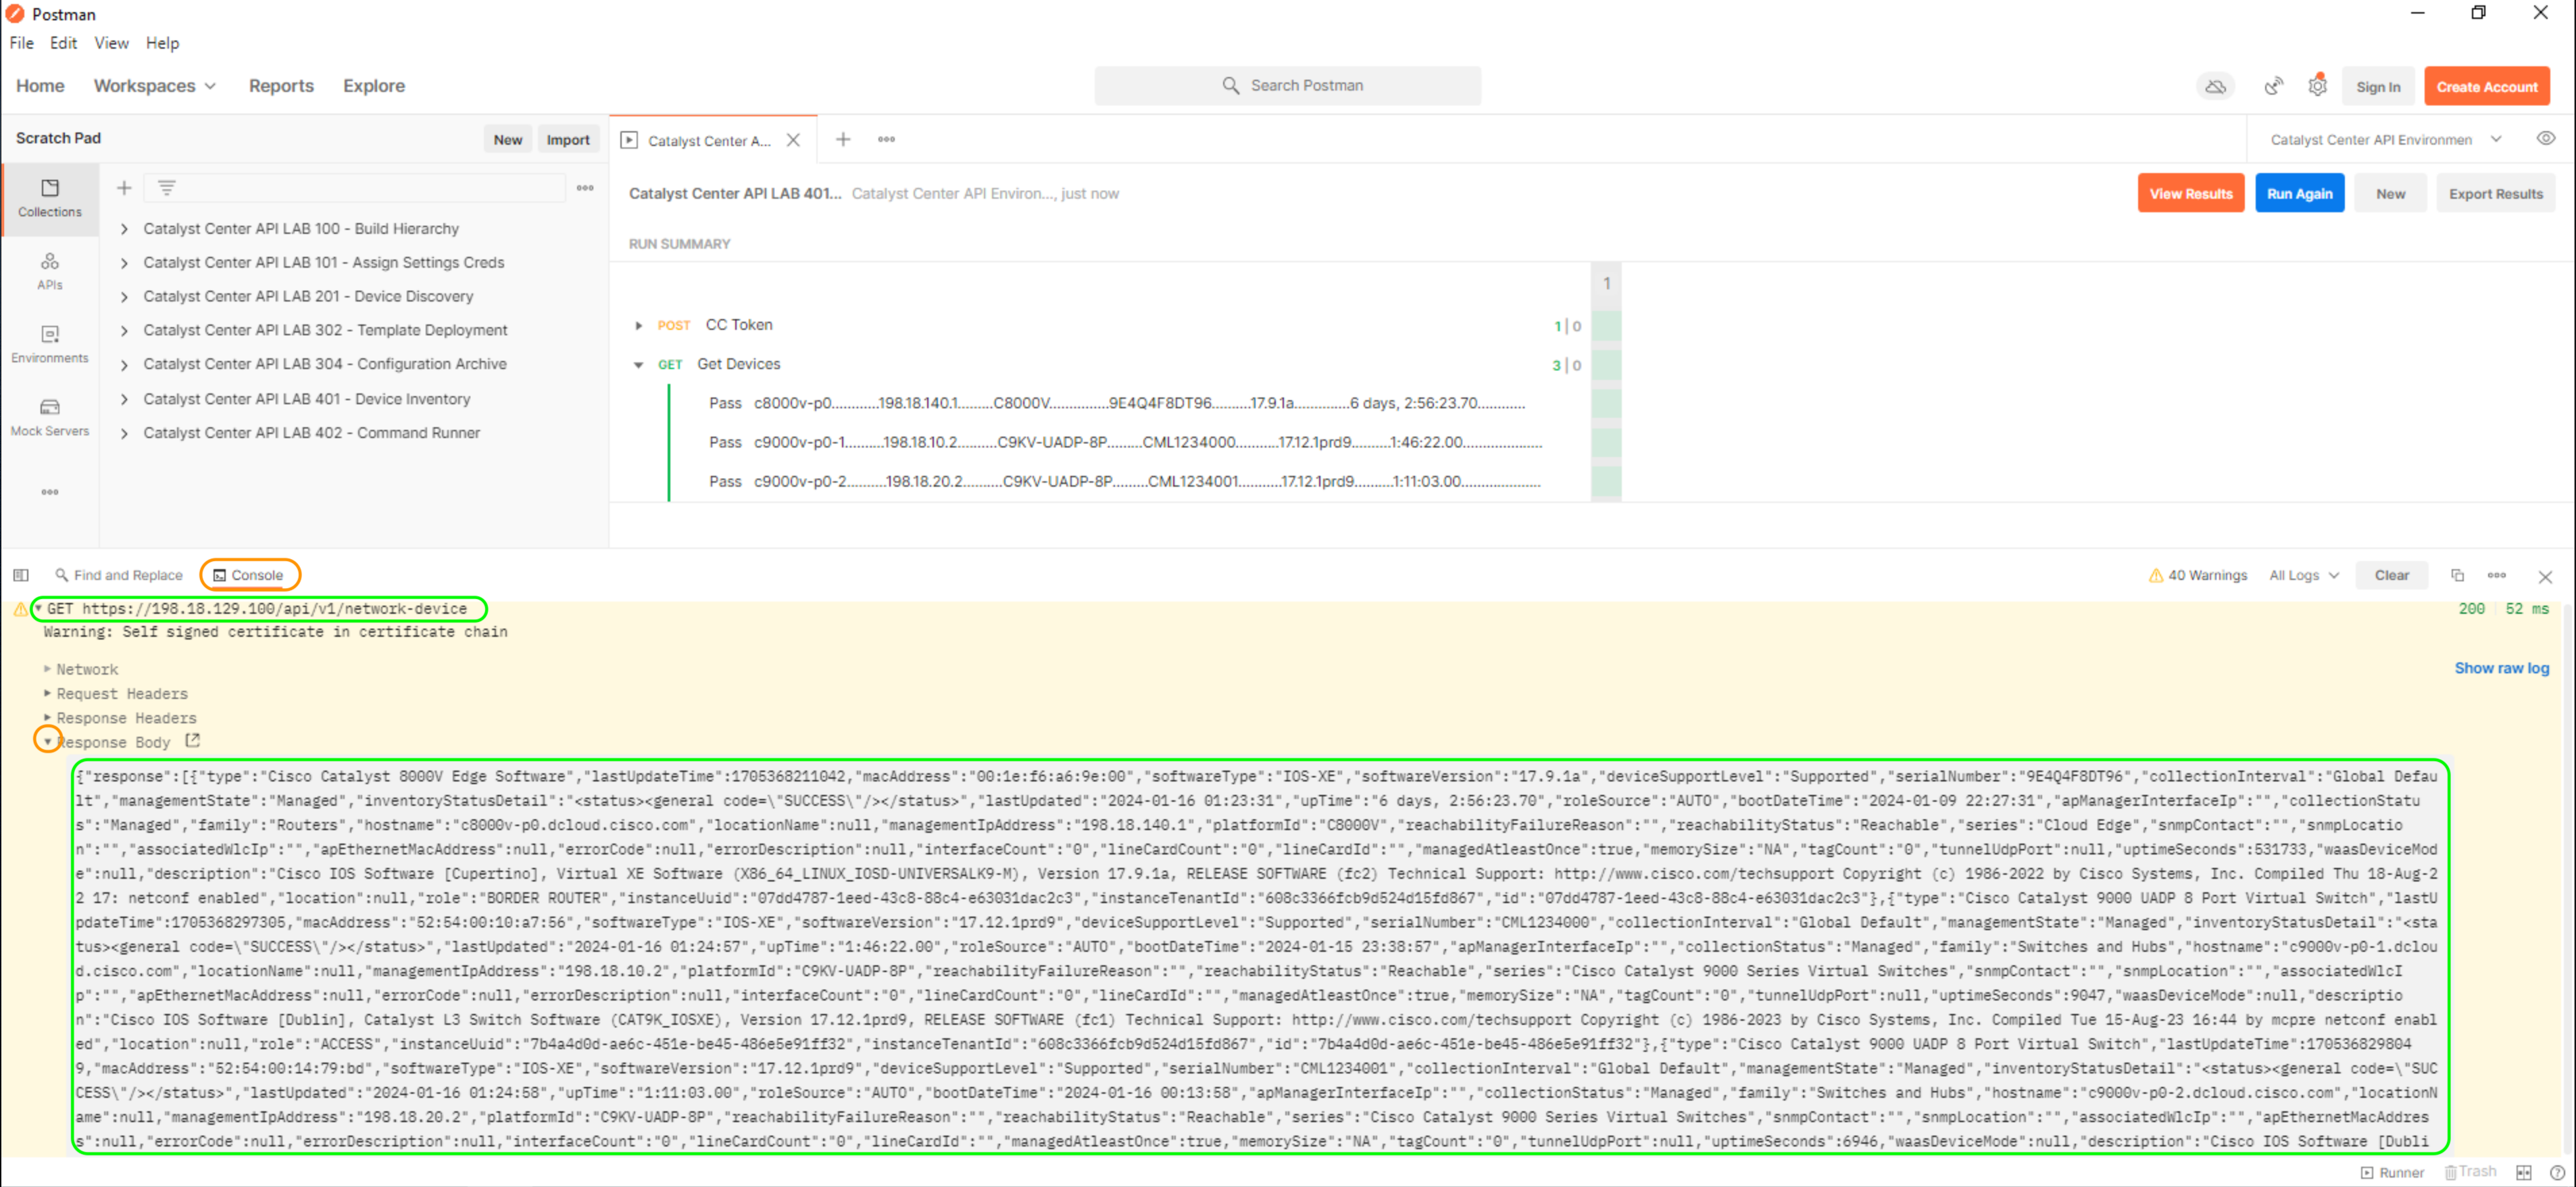 Postman
File Edit View Help
Home Workspaces Reports Explore
Search Postman
Sign In Create Account
Scratch Pad New Import
Catalyst Center A...
Catalyst Center API Environmen
Collections
APIs
Environments
Mock Servers
Catalyst Center API LAB 100 - Build Hierarchy
Catalyst Center API LAB 101 - Assign Settings Creds
Catalyst Center API LAB 201 - Device Discovery
Catalyst Center API LAB 302 - Template Deployment
Catalyst Center API LAB 304 - Configuration Archive
Catalyst Center API LAB 401 - Device Inventory
Catalyst Center API LAB 402 - Command Runner
Catalyst Center API LAB 401... Catalyst Center API Environ..., just now
View Results Run Again New Export Results
RUN SUMMARY
1
POST CC Token 1 | 0
GET Get Devices 3 | 0
Pass c8000v-p0............198.18.140.1.........C8000V...............9E4Q4F8DT96..........17.9.1a..............6 days, 2:56:23.70............
Pass c9000v-p0-1..........198.18.10.2..........C9KV-UADP-8P.........CML1234000...........17.12.1prd9..........1:46:22.00....................
Pass c9000v-p0-2..........198.18.20.2..........C9KV-UADP-8P.........CML1234001...........17.12.1prd9..........1:11:03.00....................
Find and Replace Console
40 Warnings All Logs Clear
GET https://198.18.129.100/api/v1/network-device 200 52 ms
Warning: Self signed certificate in certificate chain
Network Show raw log
Request Headers
Response Headers
Response Body
{"response":[{"type":"Cisco Catalyst 8000V Edge Software","lastUpdateTime":1705368211042,"macAddress":"00:1e:f6:a6:9e:00","softwareType":"IOS-XE","softwareVersion":"17.9.1a","deviceSupportLevel":"Supported","serialNumber":"9E4Q4F8DT96","collectionInterval":"Global Defau
lt","managementState":"Managed","inventoryStatusDetail":"<status><general code=\"SUCCESS\"/></status>","lastUpdated":"2024-01-16 01:23:31","upTime":"6 days, 2:56:23.70","roleSource":"AUTO","bootDateTime":"2024-01-09 22:27:31","apManagerInterfaceIp":"","collectionStatu
s":"Managed","family":"Routers","hostname":"c8000v-p0.dcloud.cisco.com","locationName":null,"managementIpAddress":"198.18.140.1","platformId":"C8000V","reachabilityFailureReason":"","reachabilityStatus":"Reachable","series":"Cloud Edge","snmpContact":"","snmpLocatio
n":"","associatedWlcIp":"","apEthernetMacAddress":null,"errorCode":null,"errorDescription":null,"interfaceCount":"0","lineCardCount":"0","lineCardId":"","managedAtleastOnce":true,"memorySize":"NA","tagCount":"0","tunnelUdpPort":null,"uptimeSeconds":531733,"waasDeviceMod
e":null,"description":"Cisco IOS Software [Cupertino], Virtual XE Software (X86_64_LINUX_IOSD-UNIVERSALK9-M), Version 17.9.1a, RELEASE SOFTWARE (fc2) Technical Support: http://www.cisco.com/techsupport Copyright (c) 1986-2022 by Cisco Systems, Inc. Compiled Thu 18-Aug-2
2 17: netconf enabled","location":null,"role":"BORDER ROUTER","instanceUuid":"07dd4787-1eed-43c8-88c4-e63031dac2c3","instanceTenantId":"608c3366fcb9d524d15fd867","id":"07dd4787-1eed-43c8-88c4-e63031dac2c3"},{"type":"Cisco Catalyst 9000 UADP 8 Port Virtual Switch","lastU
pdateTime":1705368297305,"macAddress":"52:54:00:10:a7:56","softwareType":"IOS-XE","softwareVersion":"17.12.1prd9","deviceSupportLevel":"Supported","serialNumber":"CML1234000","collectionInterval":"Global Default","managementState":"Managed","inventoryStatusDetail":"<sta
tus><general code=\"SUCCESS\"/></status>","lastUpdated":"2024-01-16 01:24:57","upTime":"1:46:22.00","roleSource":"AUTO","bootDateTime":"2024-01-15 23:38:57","apManagerInterfaceIp":"","collectionStatus":"Managed","family":"Switches and Hubs","hostname":"c9000v-p0-1.dclou
d.cisco.com","locationName":null,"managementIpAddress":"198.18.10.2","platformId":"C9KV-UADP-8P","reachabilityFailureReason":"","reachabilityStatus":"Reachable","series":"Cisco Catalyst 9000 Series Virtual Switches","snmpContact":"","snmpLocation":"","associatedWlcI
p":"","apEthernetMacAddress":null,"errorCode":null,"errorDescription":null,"interfaceCount":"0","lineCardCount":"0","lineCardId":"","managedAtleastOnce":true,"memorySize":"NA","tagCount":"0","tunnelUdpPort":null,"uptimeSeconds":9047,"waasDeviceMode":null,"descriptio
n":"Cisco IOS Software [Dublin], Catalyst L3 Switch Software (CAT9K_IOSXE), Version 17.12.1prd9, RELEASE SOFTWARE (fc1) Technical Support: http://www.cisco.com/techsupport Copyright (c) 1986-2023 by Cisco Systems, Inc. Compiled Tue 15-Aug-23 16:44 by mcpre netconf enabl
ed","location":null,"role":"ACCESS","instanceUuid":"7b4a4d0d-ae6c-451e-be45-486e5e91ff32","instanceTenantId":"608c3366fcb9d524d15fd867","id":"7b4a4d0d-ae6c-451e-be45-486e5e91ff32"},{"type":"Cisco Catalyst 9000 UADP 8 Port Virtual Switch","lastUpdateTime":170536829804
9,"macAddress":"52:54:00:14:79:bd","softwareType":"IOS-XE","softwareVersion":"17.12.1prd9","deviceSupportLevel":"Supported","serialNumber":"CML1234001","collectionInterval":"Global Default","managementState":"Managed","inventoryStatusDetail":"<status><general code=\"SUC
CESS\"/></status>","lastUpdated":"2024-01-16 01:24:58","upTime":"1:11:03.00","roleSource":"AUTO","bootDateTime":"2024-01-16 00:13:58","apManagerInterfaceIp":"","collectionStatus":"Managed","family":"Switches and Hubs","hostname":"c9000v-p0-2.dcloud.cisco.com","locationN
ame":null,"managementIpAddress":"198.18.20.2","platformId":"C9KV-UADP-8P","reachabilityFailureReason":"","reachabilityStatus":"Reachable","series":"Cisco Catalyst 9000 Series Virtual Switches","snmpContact":"","snmpLocation":"","associatedWlcIp":"","apEthernetMacAddres
s":null,"errorCode":null,"errorDescription":null,"interfaceCount":"0","lineCardCount":"0","lineCardId":"","managedAtleastOnce":true,"memorySize":"NA","tagCount":"0","tunnelUdpPort":null,"uptimeSeconds":6946,"waasDeviceMode":null,"description":"Cisco IOS Software [Dubli
Runner Trash